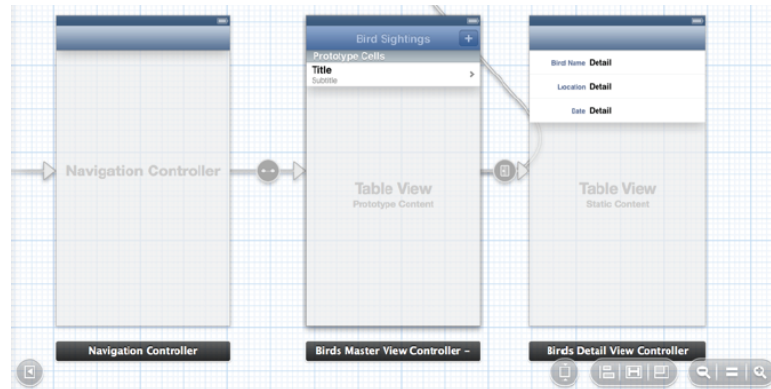 Navigation Controller
Navigation Controller
Bird Sightings
+
Prototype Cells
Title
Subtitle
Table View
Prototype Content
Birds Master View Controller –
Bird Name Detail
Location Detail
Date Detail
Table View
Static Content
Birds Detail View Controller